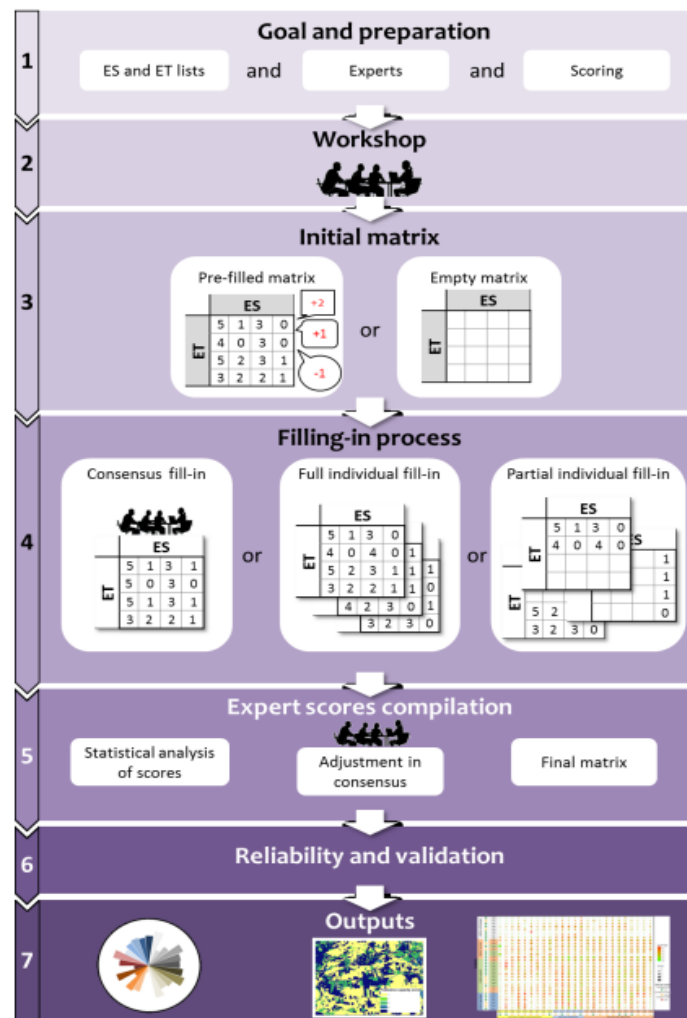 1
Goal and preparation
ES and ET lists
and
Experts
and
Scoring
2
Workshop
3
Initial matrix
Pre-filled matrix
ES
ET
5 1 3 0
4 0 3 0
5 2 3 1
3 2 2 1
+2
+1
-1
or
Empty matrix
ES
ET
4
Filling-in process
Consensus fill-in
ES
ET
5 1 3 1
5 0 3 0
5 1 3 1
3 2 2 1
or
Full individual fill-in
ES
ET
5 1 3 0
4 0 4 0 1
5 2 3 1 1 1
3 2 2 1 1 0
4 2 3 0 1
3 2 3 0
or
Partial individual fill-in
ES
ET
5 1 3 0
4 0 4 0
ES
1
1
1
0
ET
5 2
3 2 3 0
5
Expert scores compilation
Statistical analysis
of scores
Adjustment in
consensus
Final matrix
6
Reliability and validation
7
Outputs